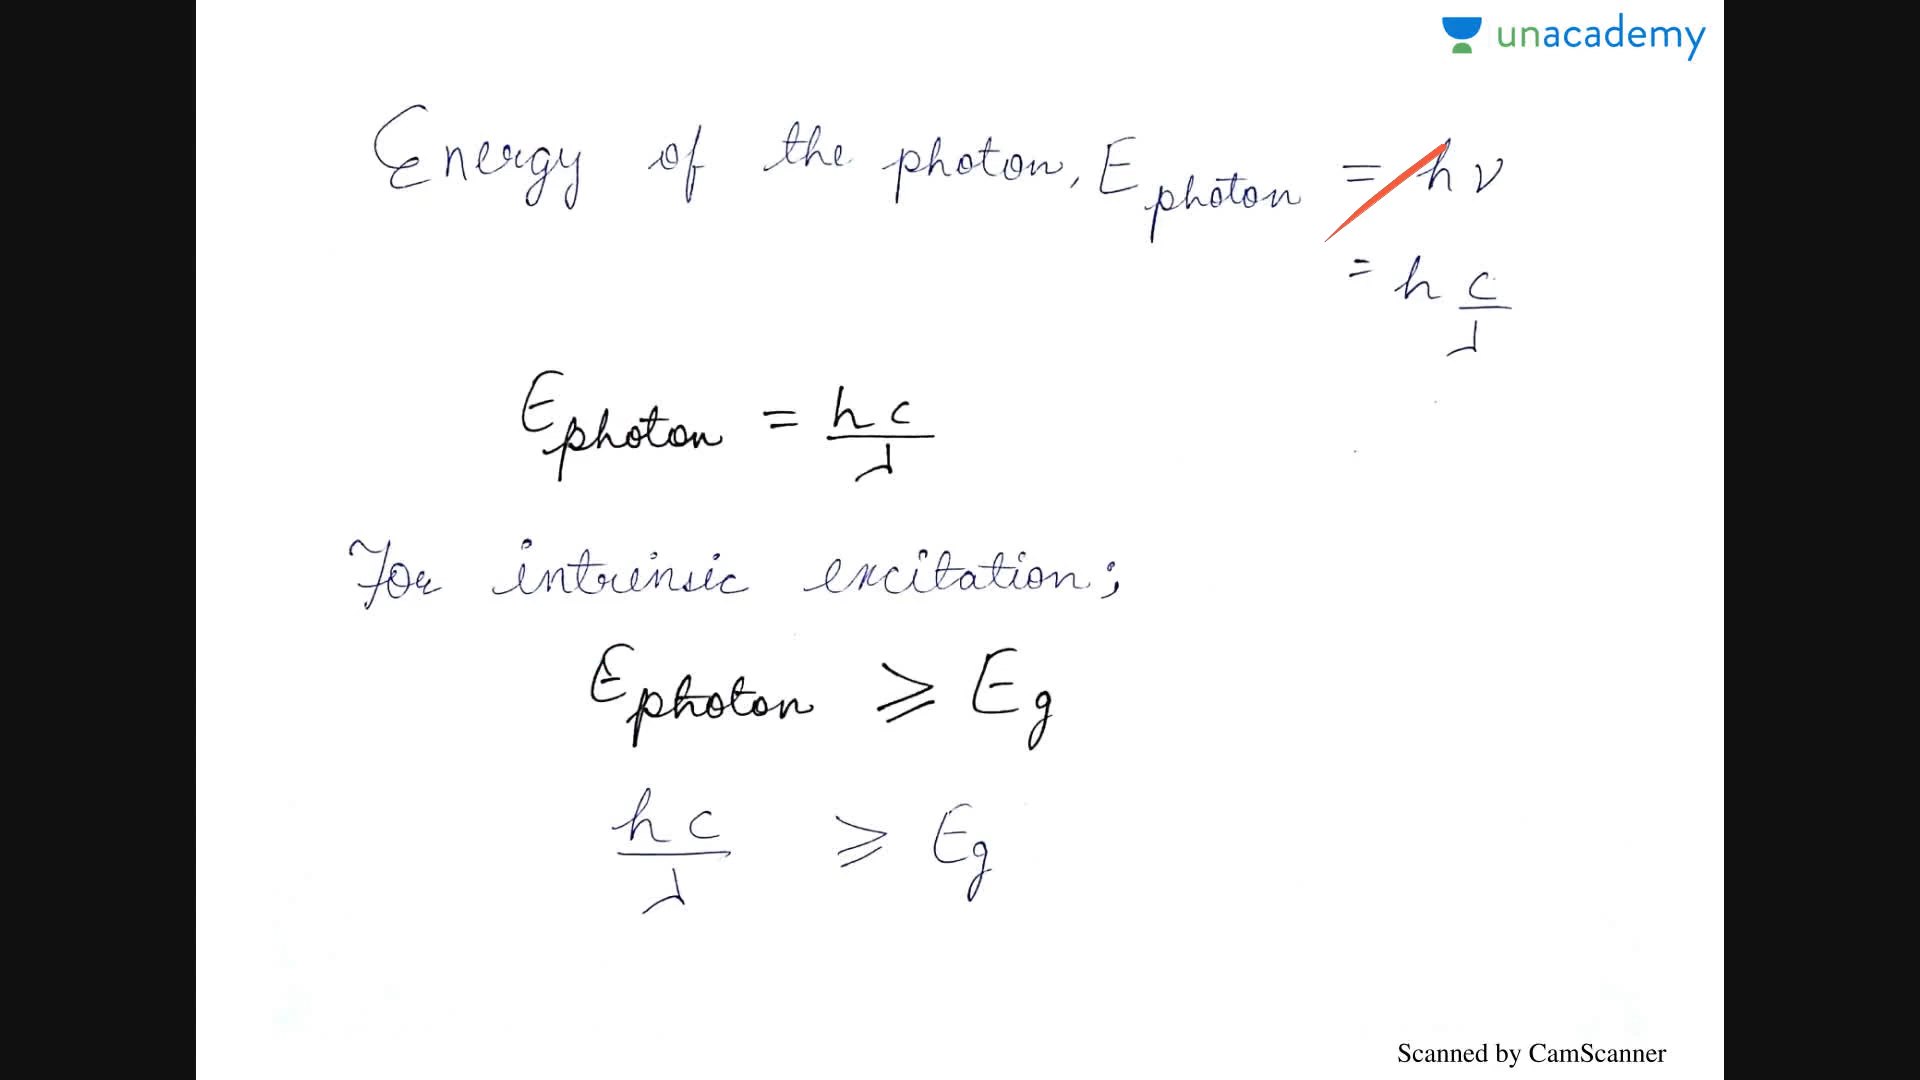 unacademy
Energy of the photon, E photon = hν
= h c/λ
E photon = hc/λ
For intrinsic excitation;
E photon ⩾ Eg
hc/λ ⩾ Eg
Scanned by CamScanner